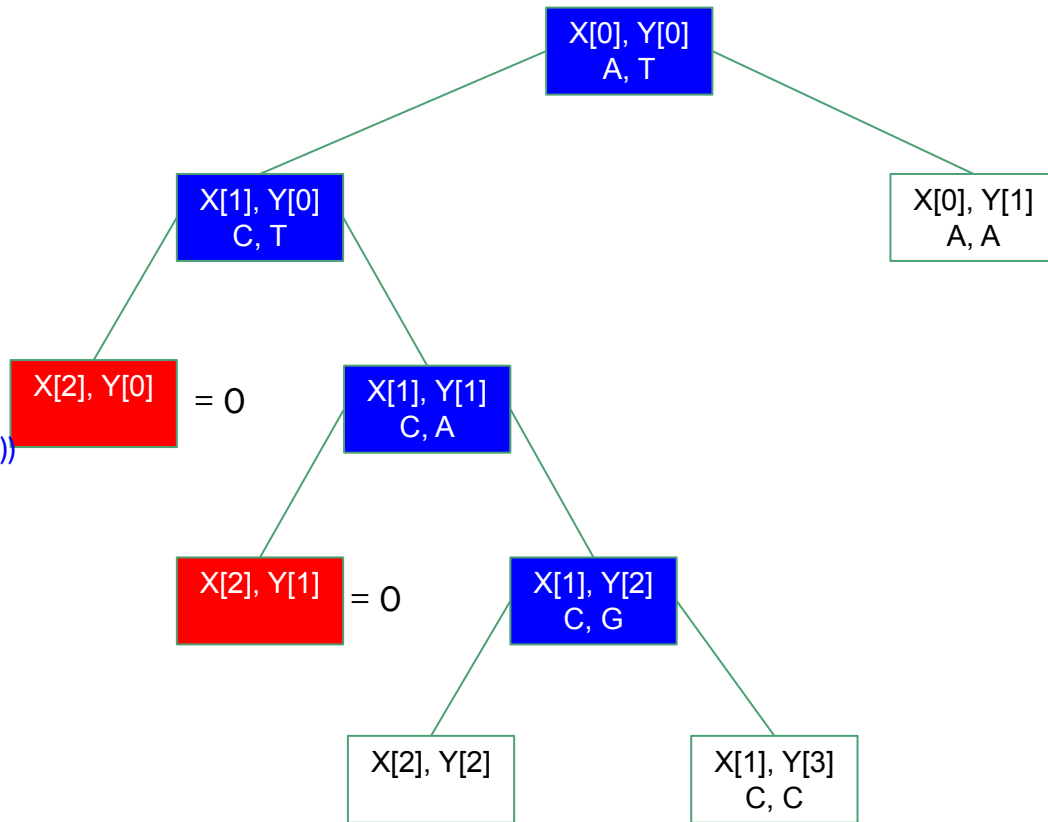 X[0], Y[0]
A, T
X[1], Y[0]
C, T
X[0], Y[1]
A, A
X[2], Y[0]
= 0
X[1], Y[1]
C, A
))
X[2], Y[1]
= 0
X[1], Y[2]
C, G
X[2], Y[2]
X[1], Y[3]
C, C